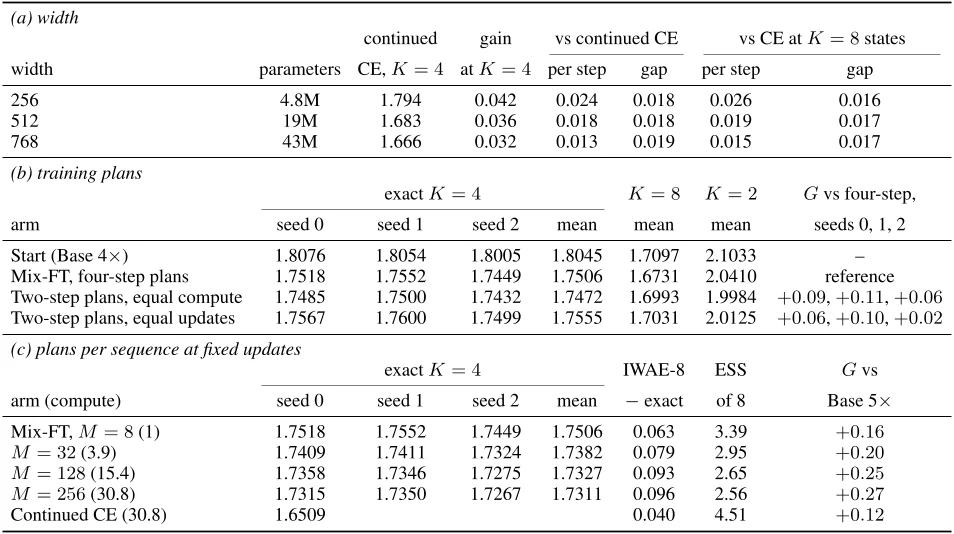 (a) width
continued gain vs continued CE vs CE at K = 8 states
width parameters CE, K = 4 at K = 4 per step gap per step gap
256 4.8M 1.794 0.042 0.024 0.018 0.026 0.016
512 19M 1.683 0.036 0.018 0.018 0.019 0.017
768 43M 1.666 0.032 0.013 0.019 0.015 0.017
(b) training plans
exact K = 4 K = 8 K = 2 G vs four-step,
arm seed 0 seed 1 seed 2 mean mean mean seeds 0, 1, 2
Start (Base 4×) 1.8076 1.8054 1.8005 1.8045 1.7097 2.1033 –
Mix-FT, four-step plans 1.7518 1.7552 1.7449 1.7506 1.6731 2.0410 reference
Two-step plans, equal compute 1.7485 1.7500 1.7432 1.7472 1.6993 1.9984 +0.09, +0.11, +0.06
Two-step plans, equal updates 1.7567 1.7600 1.7499 1.7555 1.7031 2.0125 +0.06, +0.10, +0.02
(c) plans per sequence at fixed updates
exact K = 4 IWAE-8 ESS G vs
arm (compute) seed 0 seed 1 seed 2 mean − exact of 8 Base 5×
Mix-FT, M = 8 (1) 1.7518 1.7552 1.7449 1.7506 0.063 3.39 +0.16
M = 32 (3.9) 1.7409 1.7411 1.7324 1.7382 0.079 2.95 +0.20
M = 128 (15.4) 1.7358 1.7346 1.7275 1.7327 0.093 2.65 +0.25
M = 256 (30.8) 1.7315 1.7350 1.7267 1.7311 0.096 2.56 +0.27
Continued CE (30.8) 1.6509 0.040 4.51 +0.12